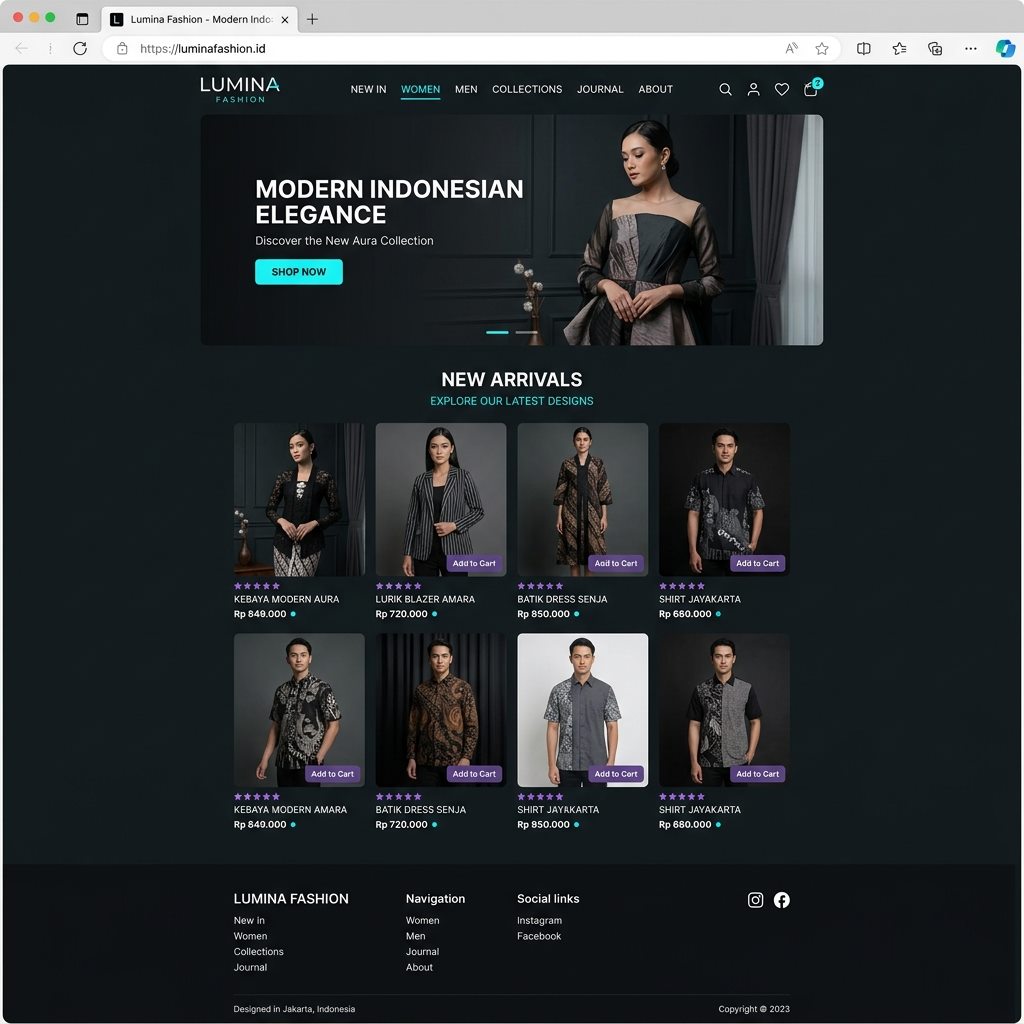 Lumina Fashion - Modern Indo
https://luminafashion.id
LUMINA
FASHION
NEW IN
WOMEN
MEN
COLLECTIONS
JOURNAL
ABOUT
MODERN INDONESIAN
ELEGANCE
Discover the New Aura Collection
SHOP NOW
NEW ARRIVALS
EXPLORE OUR LATEST DESIGNS
KEBAYA MODERN AURA
Rp 849.000
Add to Cart
LURIK BLAZER AMARA
Rp 720.000
Add to Cart
BATIK DRESS SENJA
Rp 850.000
Add to Cart
SHIRT JAYAKARTA
Rp 680.000
Add to Cart
KEBAYA MODERN AMARA
Rp 849.000
Add to Cart
BATIK DRESS SENJA
Rp 720.000
Add to Cart
SHIRT JAYAKARTA
Rp 950.000
Add to Cart
SHIRT JAYAKARTA
Rp 680.000
LUMINA FASHION
New in
Women
Collections
Journal
Navigation
Women
Men
Journal
About
Social links
Instagram
Facebook
Designed in Jakarta, Indonesia
Copyright © 2023